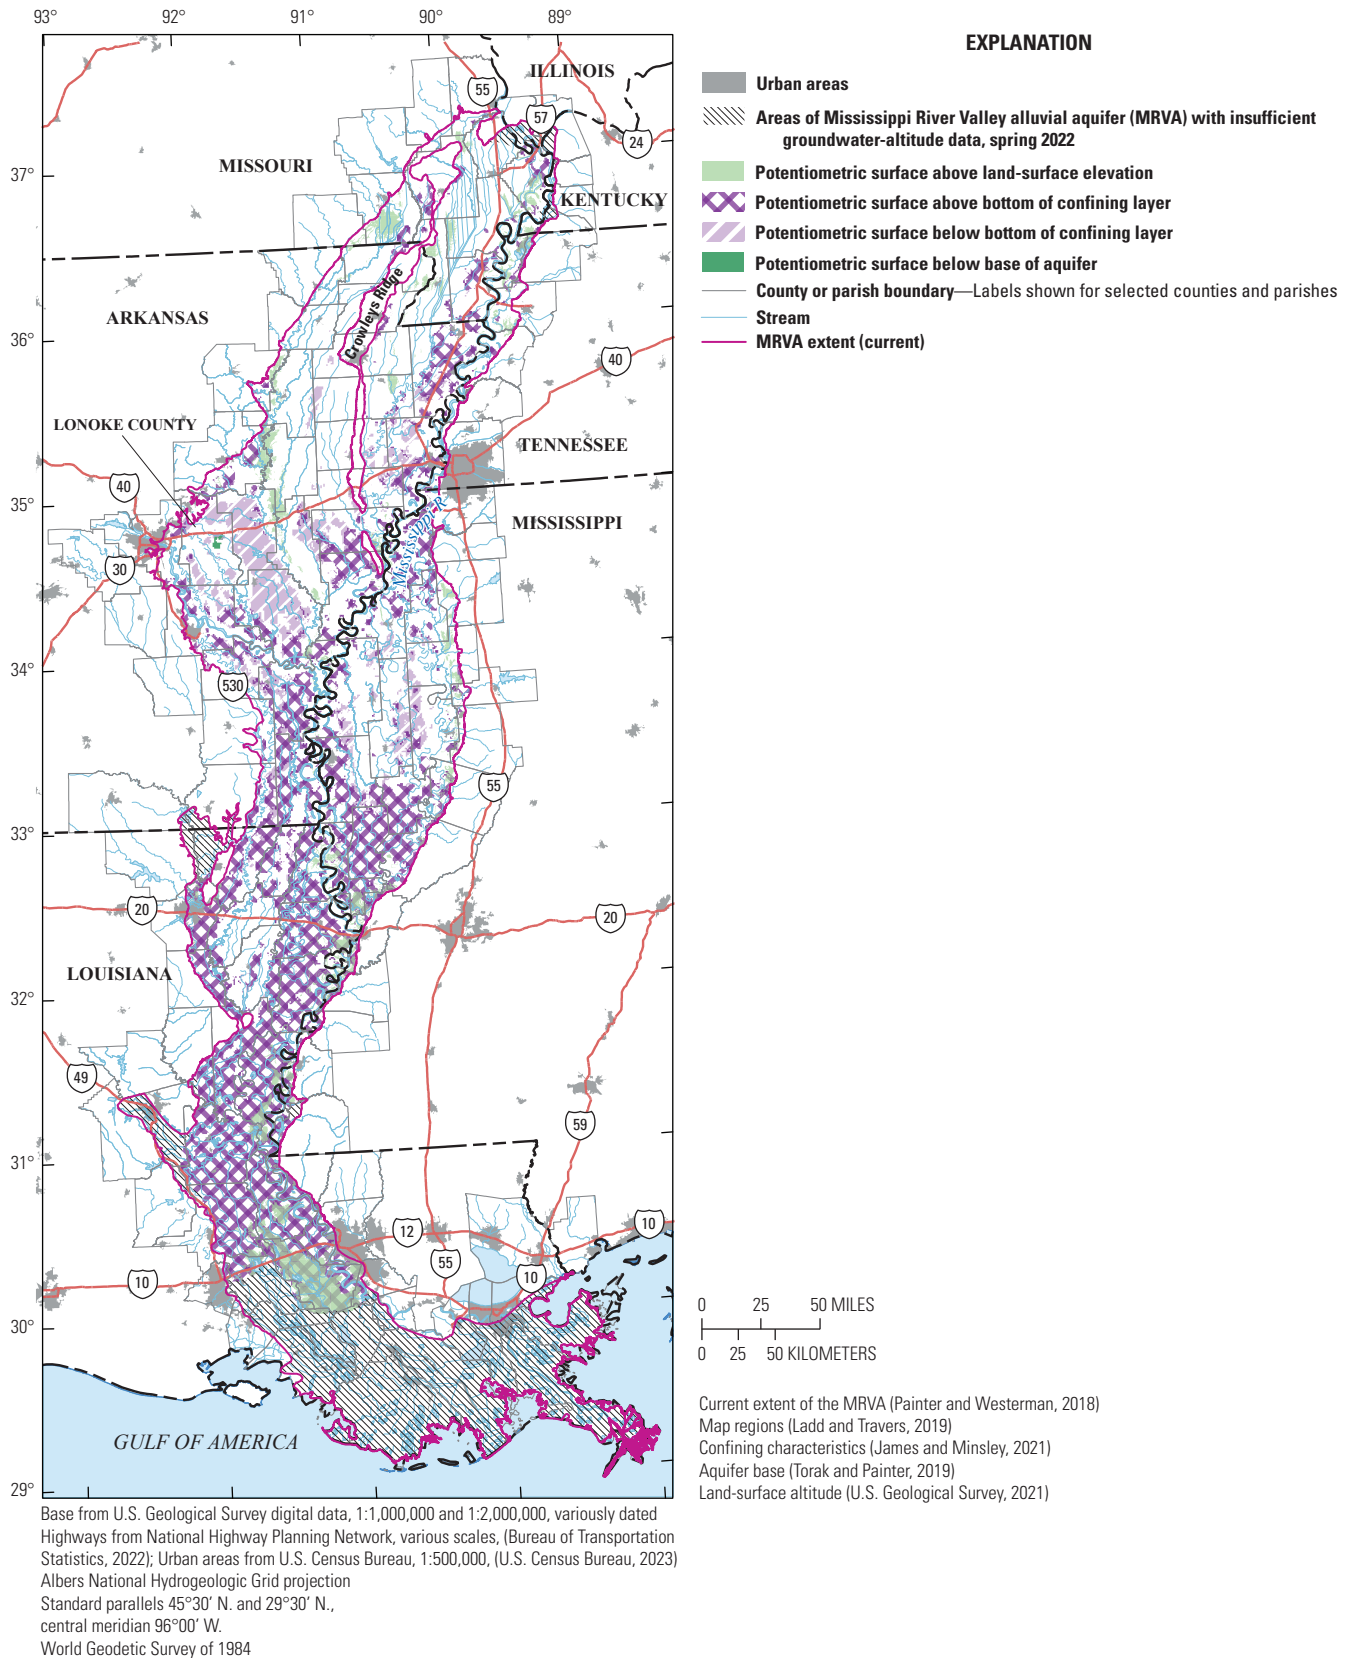 93°
92°
91°
90°
89°
ILLINOIS
55
57
24
MISSOURI
37°
KENTUCKY
ARKANSAS
Crowleys Ridge
36°
40
LONOKE COUNTY
TENNESSEE
40
35°
MISSISSIPPI
Mississippi R
30
34°
530
55
33°
20
20
LOUISIANA
32°
49
59
31°
12
10
55
10
10
30°
GULF OF AMERICA
29°
EXPLANATION
Urban areas
Areas of Mississippi River Valley alluvial aquifer (MRVA) with insufficient
groundwater-altitude data, spring 2022
Potentiometric surface above land-surface elevation
Potentiometric surface above bottom of confining layer
Potentiometric surface below bottom of confining layer
Potentiometric surface below base of aquifer
County or parish boundary—Labels shown for selected counties and parishes
Stream
MRVA extent (current)
0 25 50 MILES
0 25 50 KILOMETERS
Current extent of the MRVA (Painter and Westerman, 2018)
Map regions (Ladd and Travers, 2019)
Confining characteristics (James and Minsley, 2021)
Aquifer base (Torak and Painter, 2019)
Land-surface altitude (U.S. Geological Survey, 2021)
Base from U.S. Geological Survey digital data, 1:1,000,000 and 1:2,000,000, variously dated
Highways from National Highway Planning Network, various scales, (Bureau of Transportation
Statistics, 2022); Urban areas from U.S. Census Bureau, 1:500,000, (U.S. Census Bureau, 2023)
Albers National Hydrogeologic Grid projection
Standard parallels 45°30′ N. and 29°30′ N.,
central meridian 96°00′ W.
World Geodetic Survey of 1984